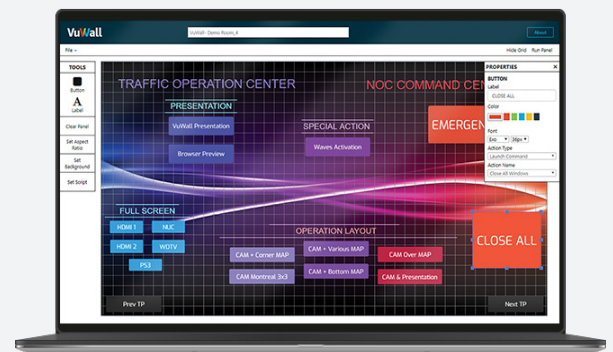 VuWall
VuWall- Demo Room_K
About
File
Hide Grid Run Panel
TOOLS
Button
A
Label
Clear Panel
Set Aspect
Ratio
Set
Background
Set Script
TRAFFIC OPERATION CENTER
NOC COMMAND CE
PRESENTATION
VuWall Presentation
Browser Preview
SPECIAL ACTION
Waves Activation
EMERGEN
FULL SCREEN
HDMI 1
NUC
HDMI 2
WDTV
PS3
OPERATION LAYOUT
CAM + Corner MAP
CAM + Various MAP
CAM Over MAP
CAM Montreal 3x3
CAM + Bottom MAP
CAM & Presentation
CLOSE ALL
Prev TP
Next TP
PROPERTIES ×
BUTTON
Label
CLOSE ALL
Color
Font
Exo 36px
Action Type
Launch Command
Action Name
Close All Windows